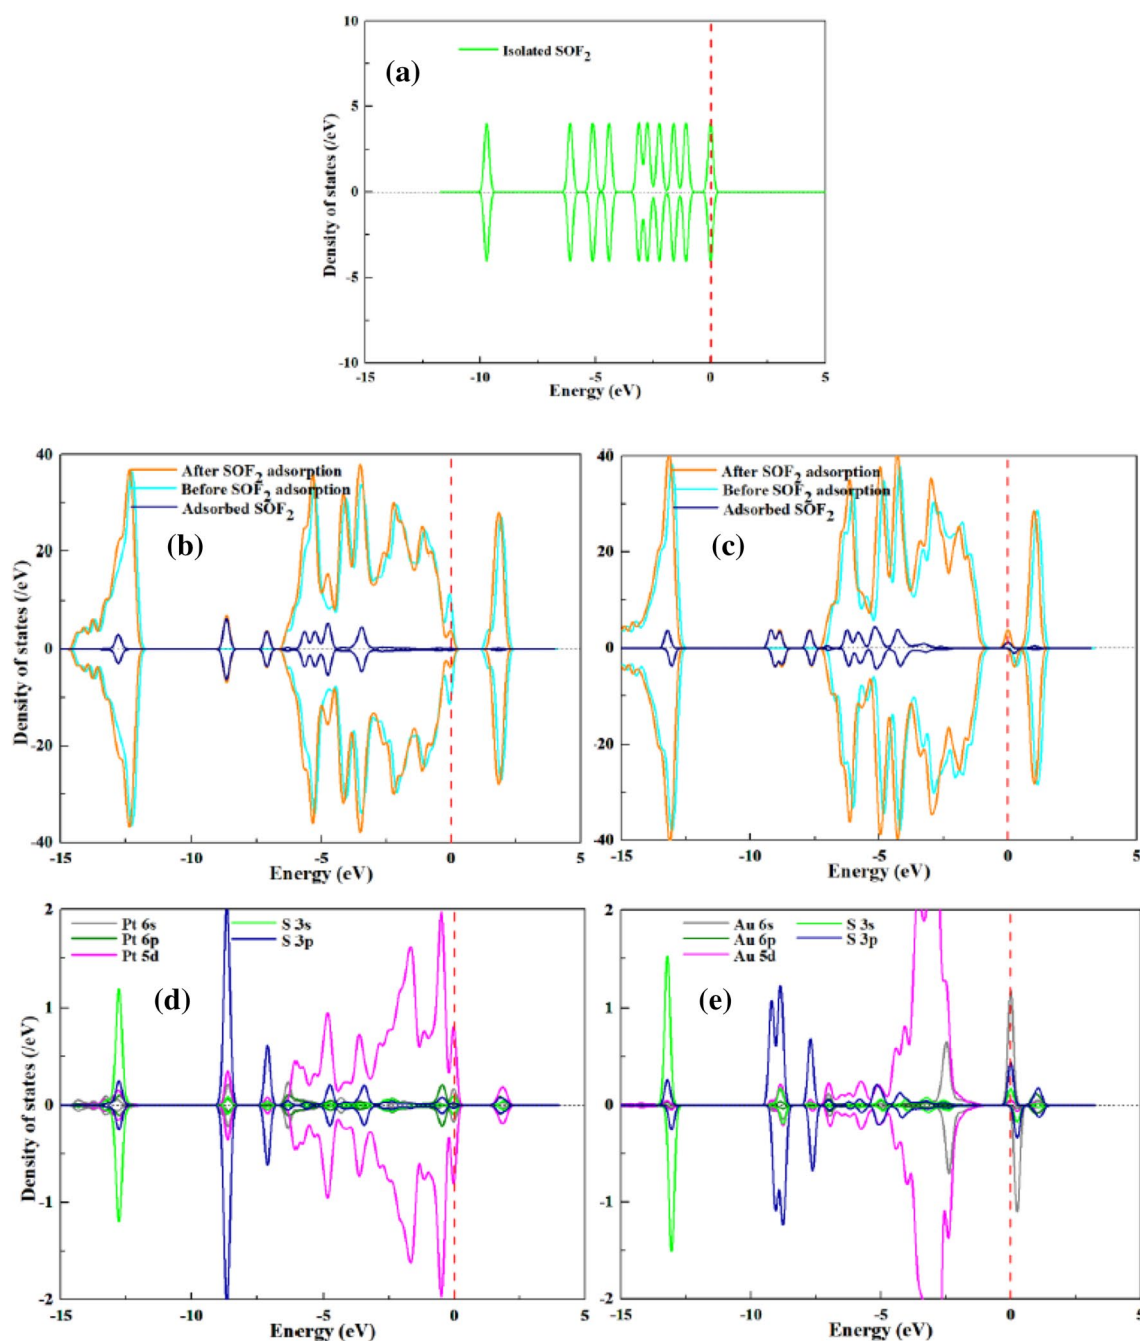 10
Isolated SOF2
(a)
5
0
-5
-10
Density of states (/eV)
-15 -10 -5 0 5
Energy (eV)
40
After SOF2 adsorption
Before SOF2 adsorption
Adsorbed SOF2
(b)
20
0
-20
-40
Density of states (/eV)
-15 -10 -5 0 5
Energy (eV)
40
After SOF2 adsorption
Before SOF2 adsorption
Adsorbed SOF2
(c)
20
0
-20
-40
-15 -10 -5 0 5
Energy (eV)
2
Pt 6s S 3s
Pt 6p S 3p
Pt 5d
(d)
1
0
-1
-2
Density of states (/eV)
-15 -10 -5 0 5
Energy (eV)
2
Au 6s S 3s
Au 6p S 3p
Au 5d
(e)
1
0
-1
-2
-15 -10 -5 0 5
Energy (eV)